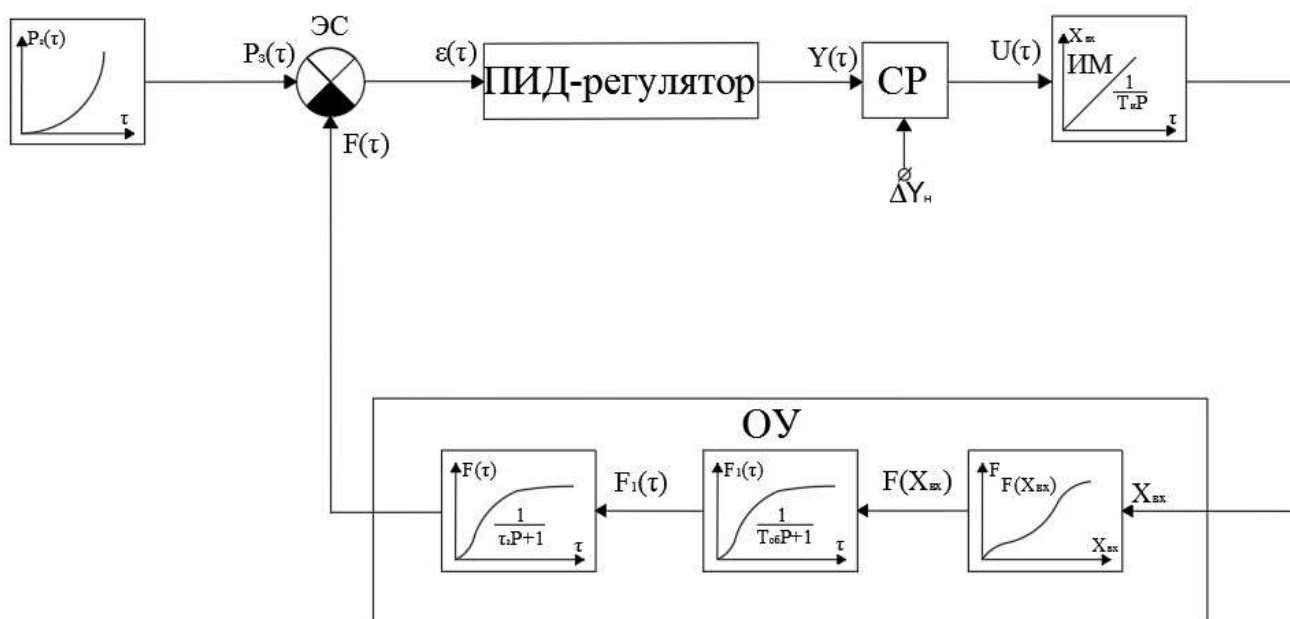 ЭС
Pз(τ)
τ
Pз(τ)
F(τ)
ε(τ)
ПИД-регулятор
Y(τ)
СР
ΔYн
U(τ)
Xвх
ИМ
1
TиP
τ
ОУ
F(τ)
1
τзP+1
τ
F₁(τ)
F₁(τ)
1
TобP+1
τ
F(Xвх)
F
F(Xвх)
Xвх
Xвх